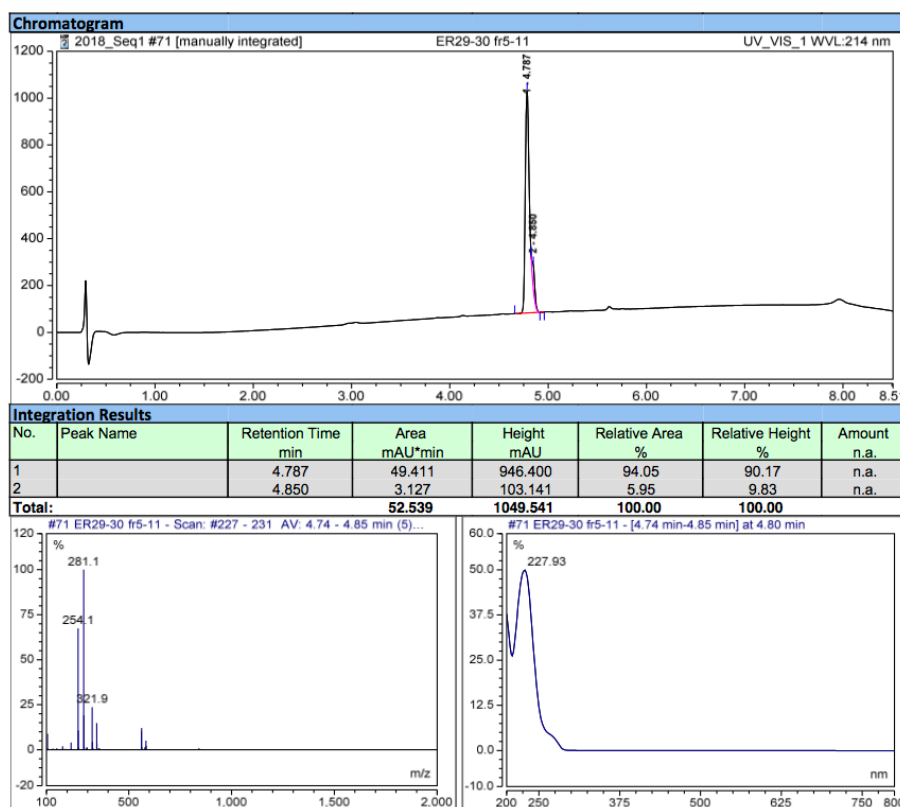 Chromatogram
2018_Seq1 #71 [manually integrated] ER29-30 fr5-11 UV_VIS_1 WVL:214 nm
1200
1000
800
600
400
200
0
-200
1 - 4.787
2 - 4.850
0.00 1.00 2.00 3.00 4.00 5.00 6.00 7.00 8.00 8.51
Integration Results
No. Peak Name Retention Time Area Height Relative Area Relative Height Amount
min mAU*min mAU % % n.a.
1 4.787 49.411 946.400 94.05 90.17 n.a.
2 4.850 3.127 103.141 5.95 9.83 n.a.
Total: 52.539 1049.541 100.00 100.00
#71 ER29-30 fr5-11 - Scan: #227 - 231 AV: 4.74 - 4.85 min (5)...
120
100
75
50
25
0
-20
%
281.1
254.1
321.9
m/z
100 500 1.000 1.500 2.000
#71 ER29-30 fr5-11 - [4.74 min-4.85 min] at 4.80 min
60.0
50.0
37.5
25.0
12.5
0.0
-10.0
%
227.93
nm
200 250 375 500 625 750 800